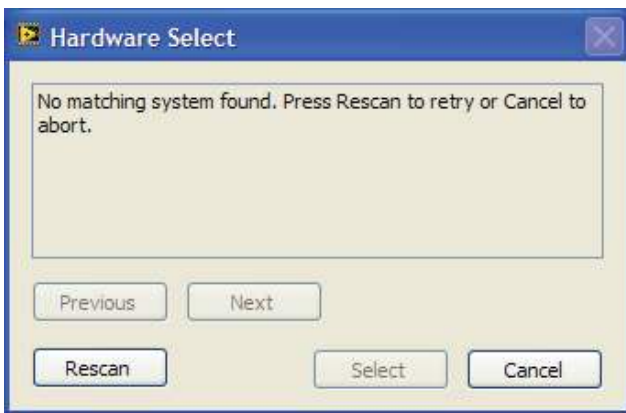 Hardware Select
No matching system found. Press Rescan to retry or Cancel to
abort.
Previous Next
Rescan Select Cancel